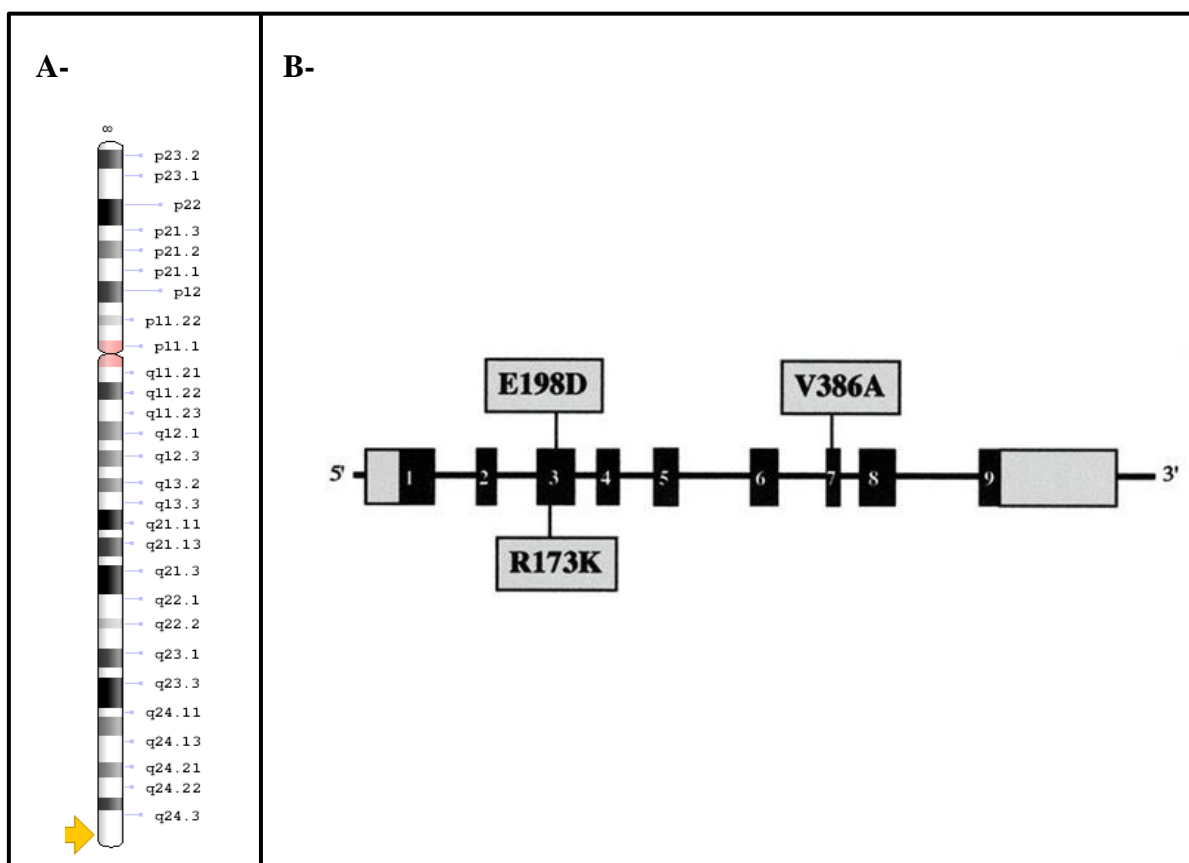 A-
8
p23.2
p23.1
p22
p21.3
p21.2
p21.1
p12
p11.22
p11.1
q11.21
q11.22
q11.23
q12.1
q12.3
q13.2
q13.3
q21.11
q21.13
q21.3
q22.1
q22.2
q23.1
q23.3
q24.11
q24.13
q24.21
q24.22
q24.3
B-
E198D V386A
5' 1 2 3 4 5 6 7 8 9 3'
R173K